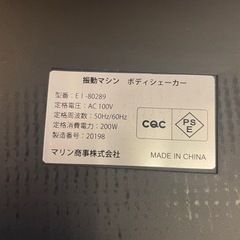 振動マシン ボディシェーカー
型番：EI-80289
定格電圧：AC 100V
定格周波数：50Hz/60Hz
定格消費電力：200W
製造番号：20198
CQC
PSE
マリン商事株式会社
MADE IN CHINA